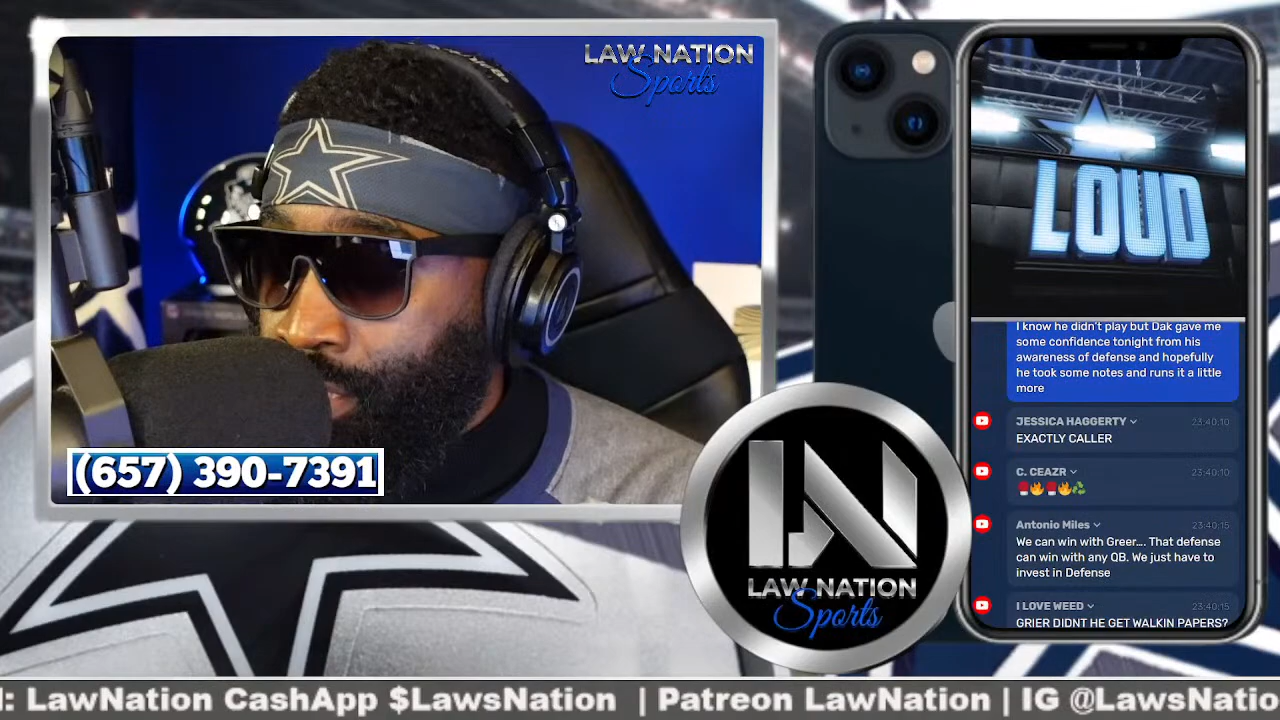 LAW NATION
Sports
(657) 390-7391
LOUD
I know he didn't play but Dak gave me
some confidence tonight from his
awareness of defense and hopefully
he took some notes and runs it a little
more
JESSICA HAGGERTY 23:40:10
EXACTLY CALLER
C. CEAZR 23:40:10
Antonio Miles 23:40:15
We can win with Greer.... That defense
can win with any QB. We just have to
invest in Defense
I LOVE WEED 23:40:15
GRIER DIDNT HE GET WALKIN PAPERS?
LN
LAW NATION
Sports
: LawNation CashApp $LawsNation | Patreon LawNation | IG @LawsNatio